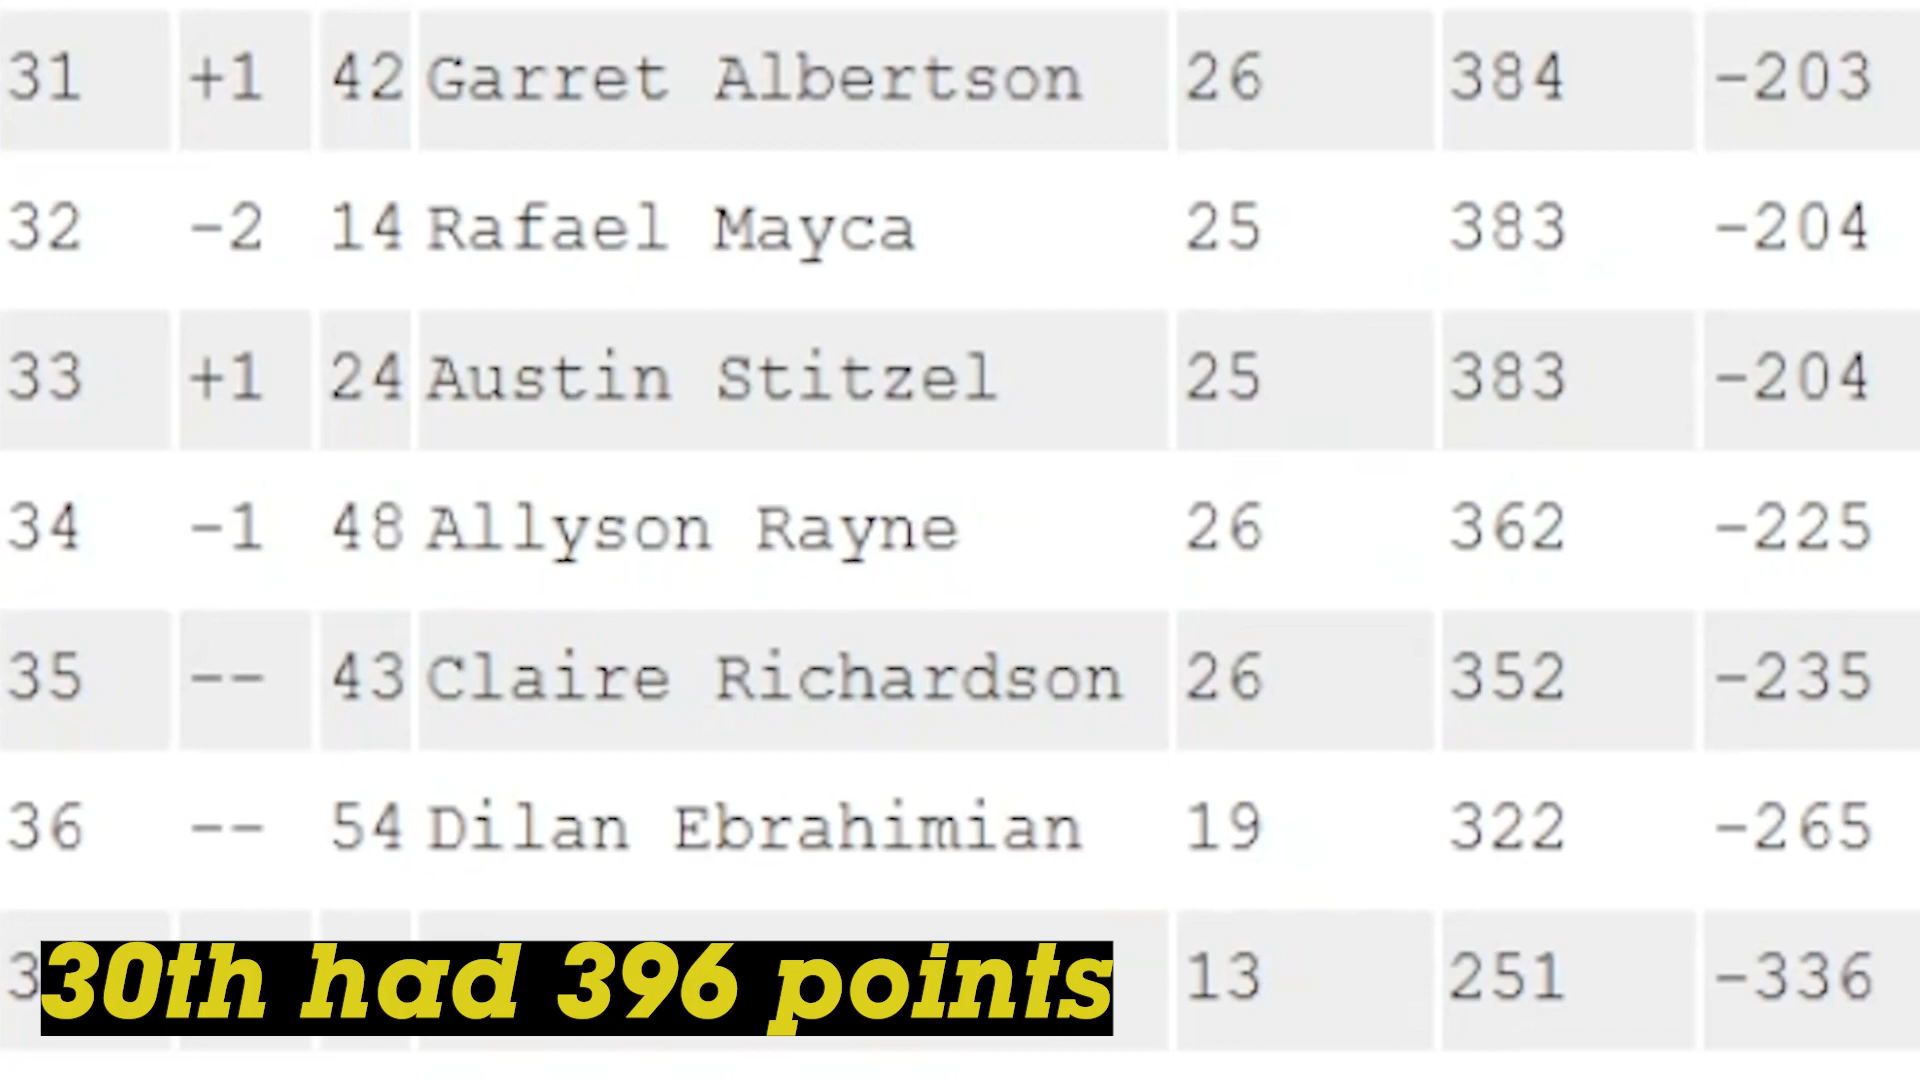 31 +1 42 Garret Albertson 26 384 -203
32 -2 14 Rafael Mayca 25 383 -204
33 +1 24 Austin Stitzel 25 383 -204
34 -1 48 Allyson Rayne 26 362 -225
35 -- 43 Claire Richardson 26 352 -235
36 -- 54 Dilan Ebrahimian 19 322 -265
3 13 251 -336
30th had 396 points